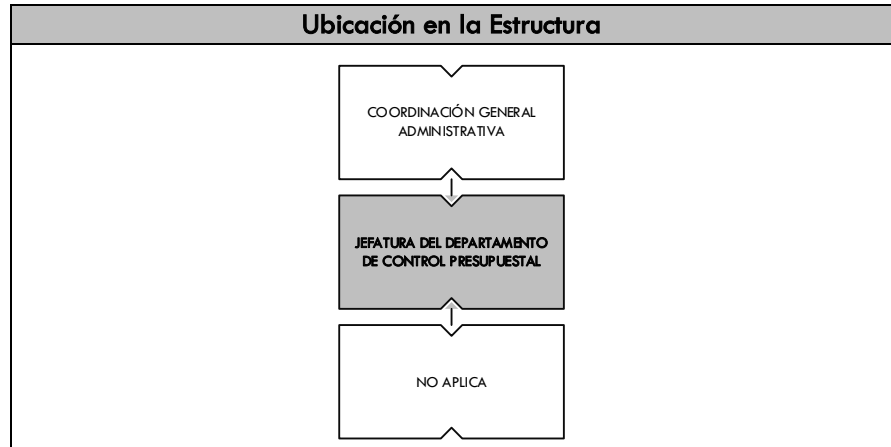 Ubicación en la Estructura
COORDINACIÓN GENERAL
ADMINISTRATIVA
JEFATURA DEL DEPARTAMENTO
DE CONTROL PRESUPUESTAL
NO APLICA